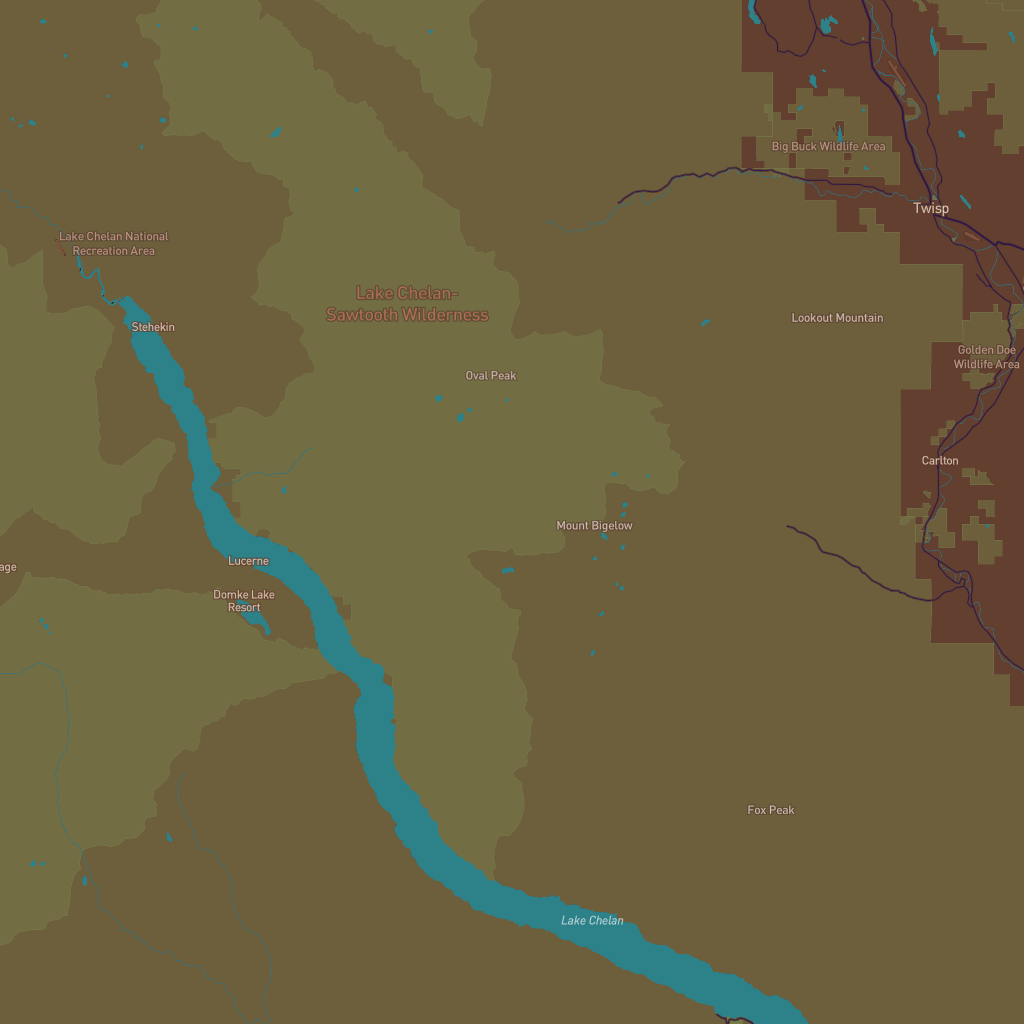 Big Buck Wildlife Area
Twisp
Lake Chelan National
Recreation Area
Lake Chelan-
Sawtooth Wilderness
Stehekin
Lookout Mountain
Golden Doe
Wildlife Area
Oval Peak
Carlton
Mount Bigelow
Lucerne
age
Domke Lake
Resort
Fox Peak
Lake Chelan